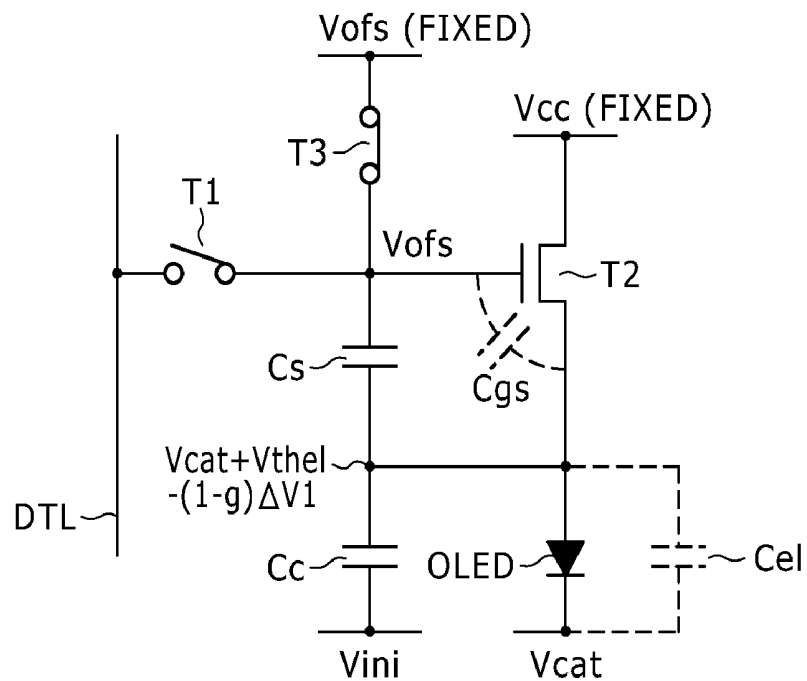 Vofs (FIXED)
Vcc (FIXED)
T3
T1
Vofs
T2
Cs
Cgs
Vcat+Vthel
-(1-g)ΔV1
DTL
Cc
OLED
Cel
Vini
Vcat